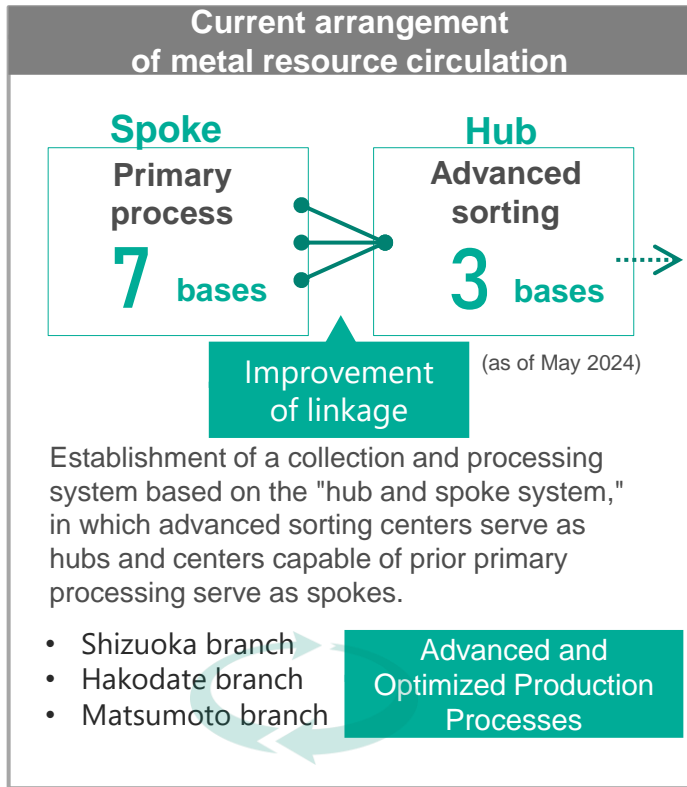 Current arrangement
of metal resource circulation
Spoke
Primary
process
7 bases
Hub
Advanced
sorting
3 bases
Improvement
of linkage
(as of May 2024)
Establishment of a collection and processing
system based on the "hub and spoke system,"
in which advanced sorting centers serve as
hubs and centers capable of prior primary
processing serve as spokes.
• Shizuoka branch
• Hakodate branch
• Matsumoto branch
Advanced and
Optimized Production
Processes